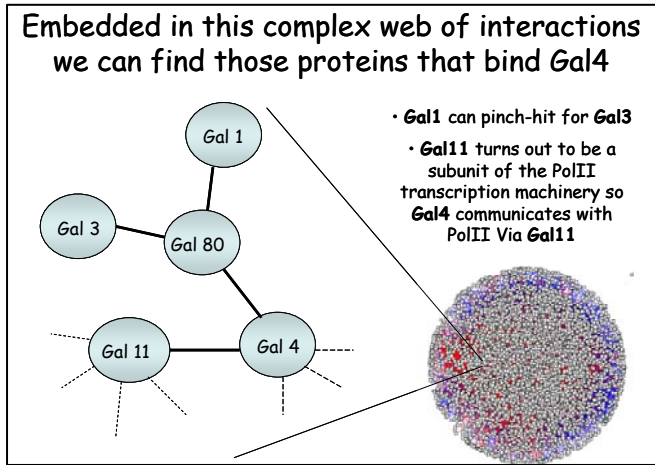 Embedded in this complex web of interactions
we can find those proteins that bind Gal4
Gal 1
Gal 3
Gal 80
Gal 11
Gal 4
· Gal1 can pinch-hit for Gal3
· Gal11 turns out to be a
subunit of the PolII
transcription machinery so
Gal4 communicates with
PolII Via Gal11